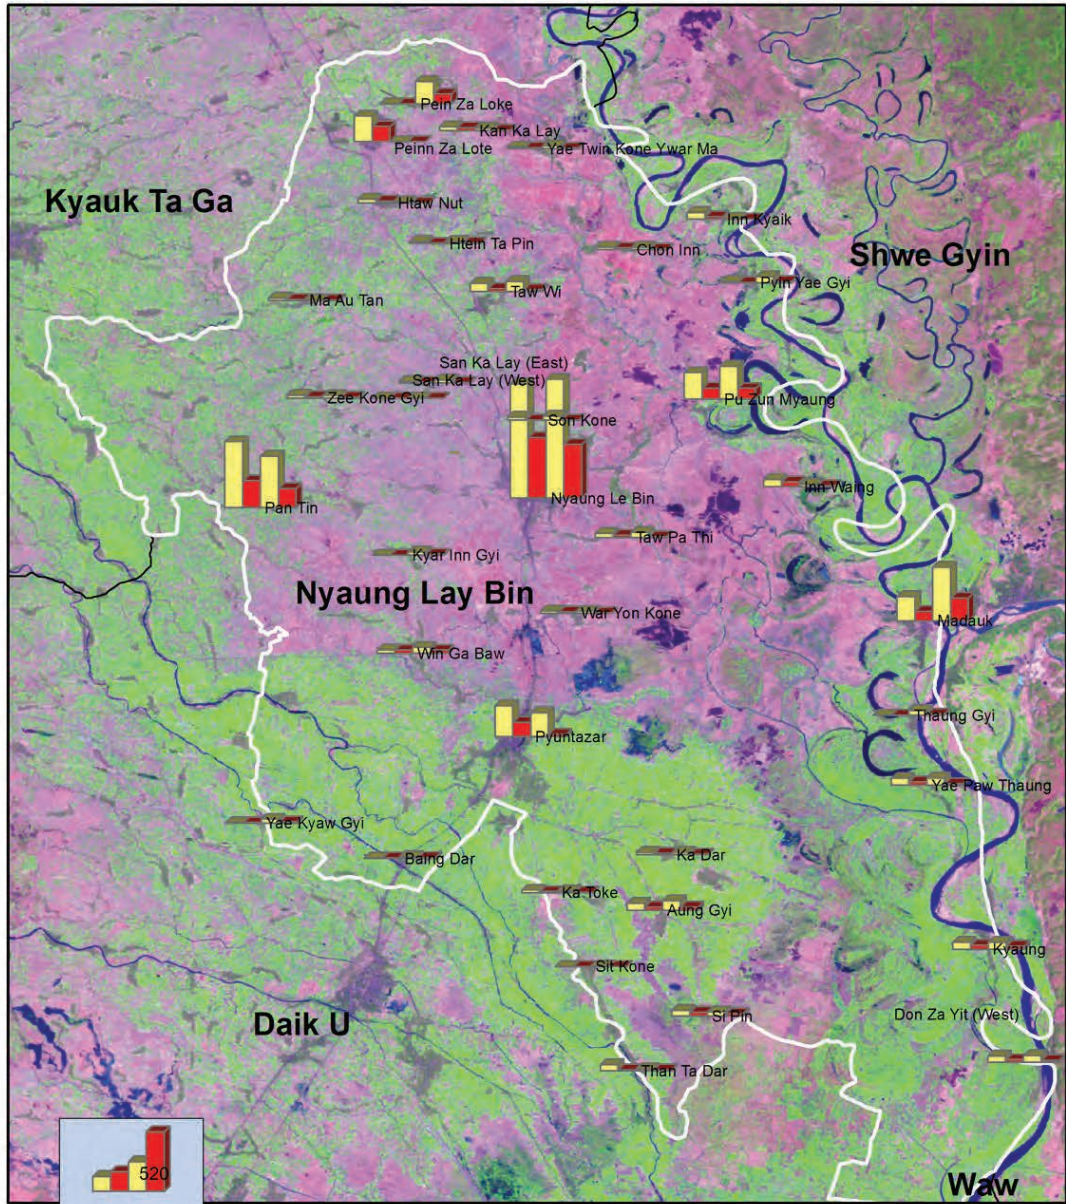 Pein Za Loke
Kan Ka Lay
Peinn Za Lote
Yae Twin Kone Ywar Ma
Kyauk Ta Ga
Htaw Nut
Inn Kyaik
Htein Ta Pin
Chon Inn
Shwe Gyin
Pyin Yae Gyi
Taw Wi
Ma Au Tan
San Ka Lay (East)
San Ka Lay (West)
Zee Kone Gyi
Pu Zun Myaung
Son Kone
Inn Waing
Nyaung Le Bin
Pan Tin
Taw Pa Thi
Kyar Inn Gyi
Nyaung Lay Bin
War Yon Kone
Madauk
Win Ga Baw
Thaung Gyi
Pyuntazar
Yae Paw Thaung
Yae Kyaw Gyi
Baing Dar
Ka Dar
Ka Toke
Aung Gyi
Kyaung
Sit Kone
Si Pin
Don Za Yit (West)
Daik U
Than Ta Dar
520
Waw